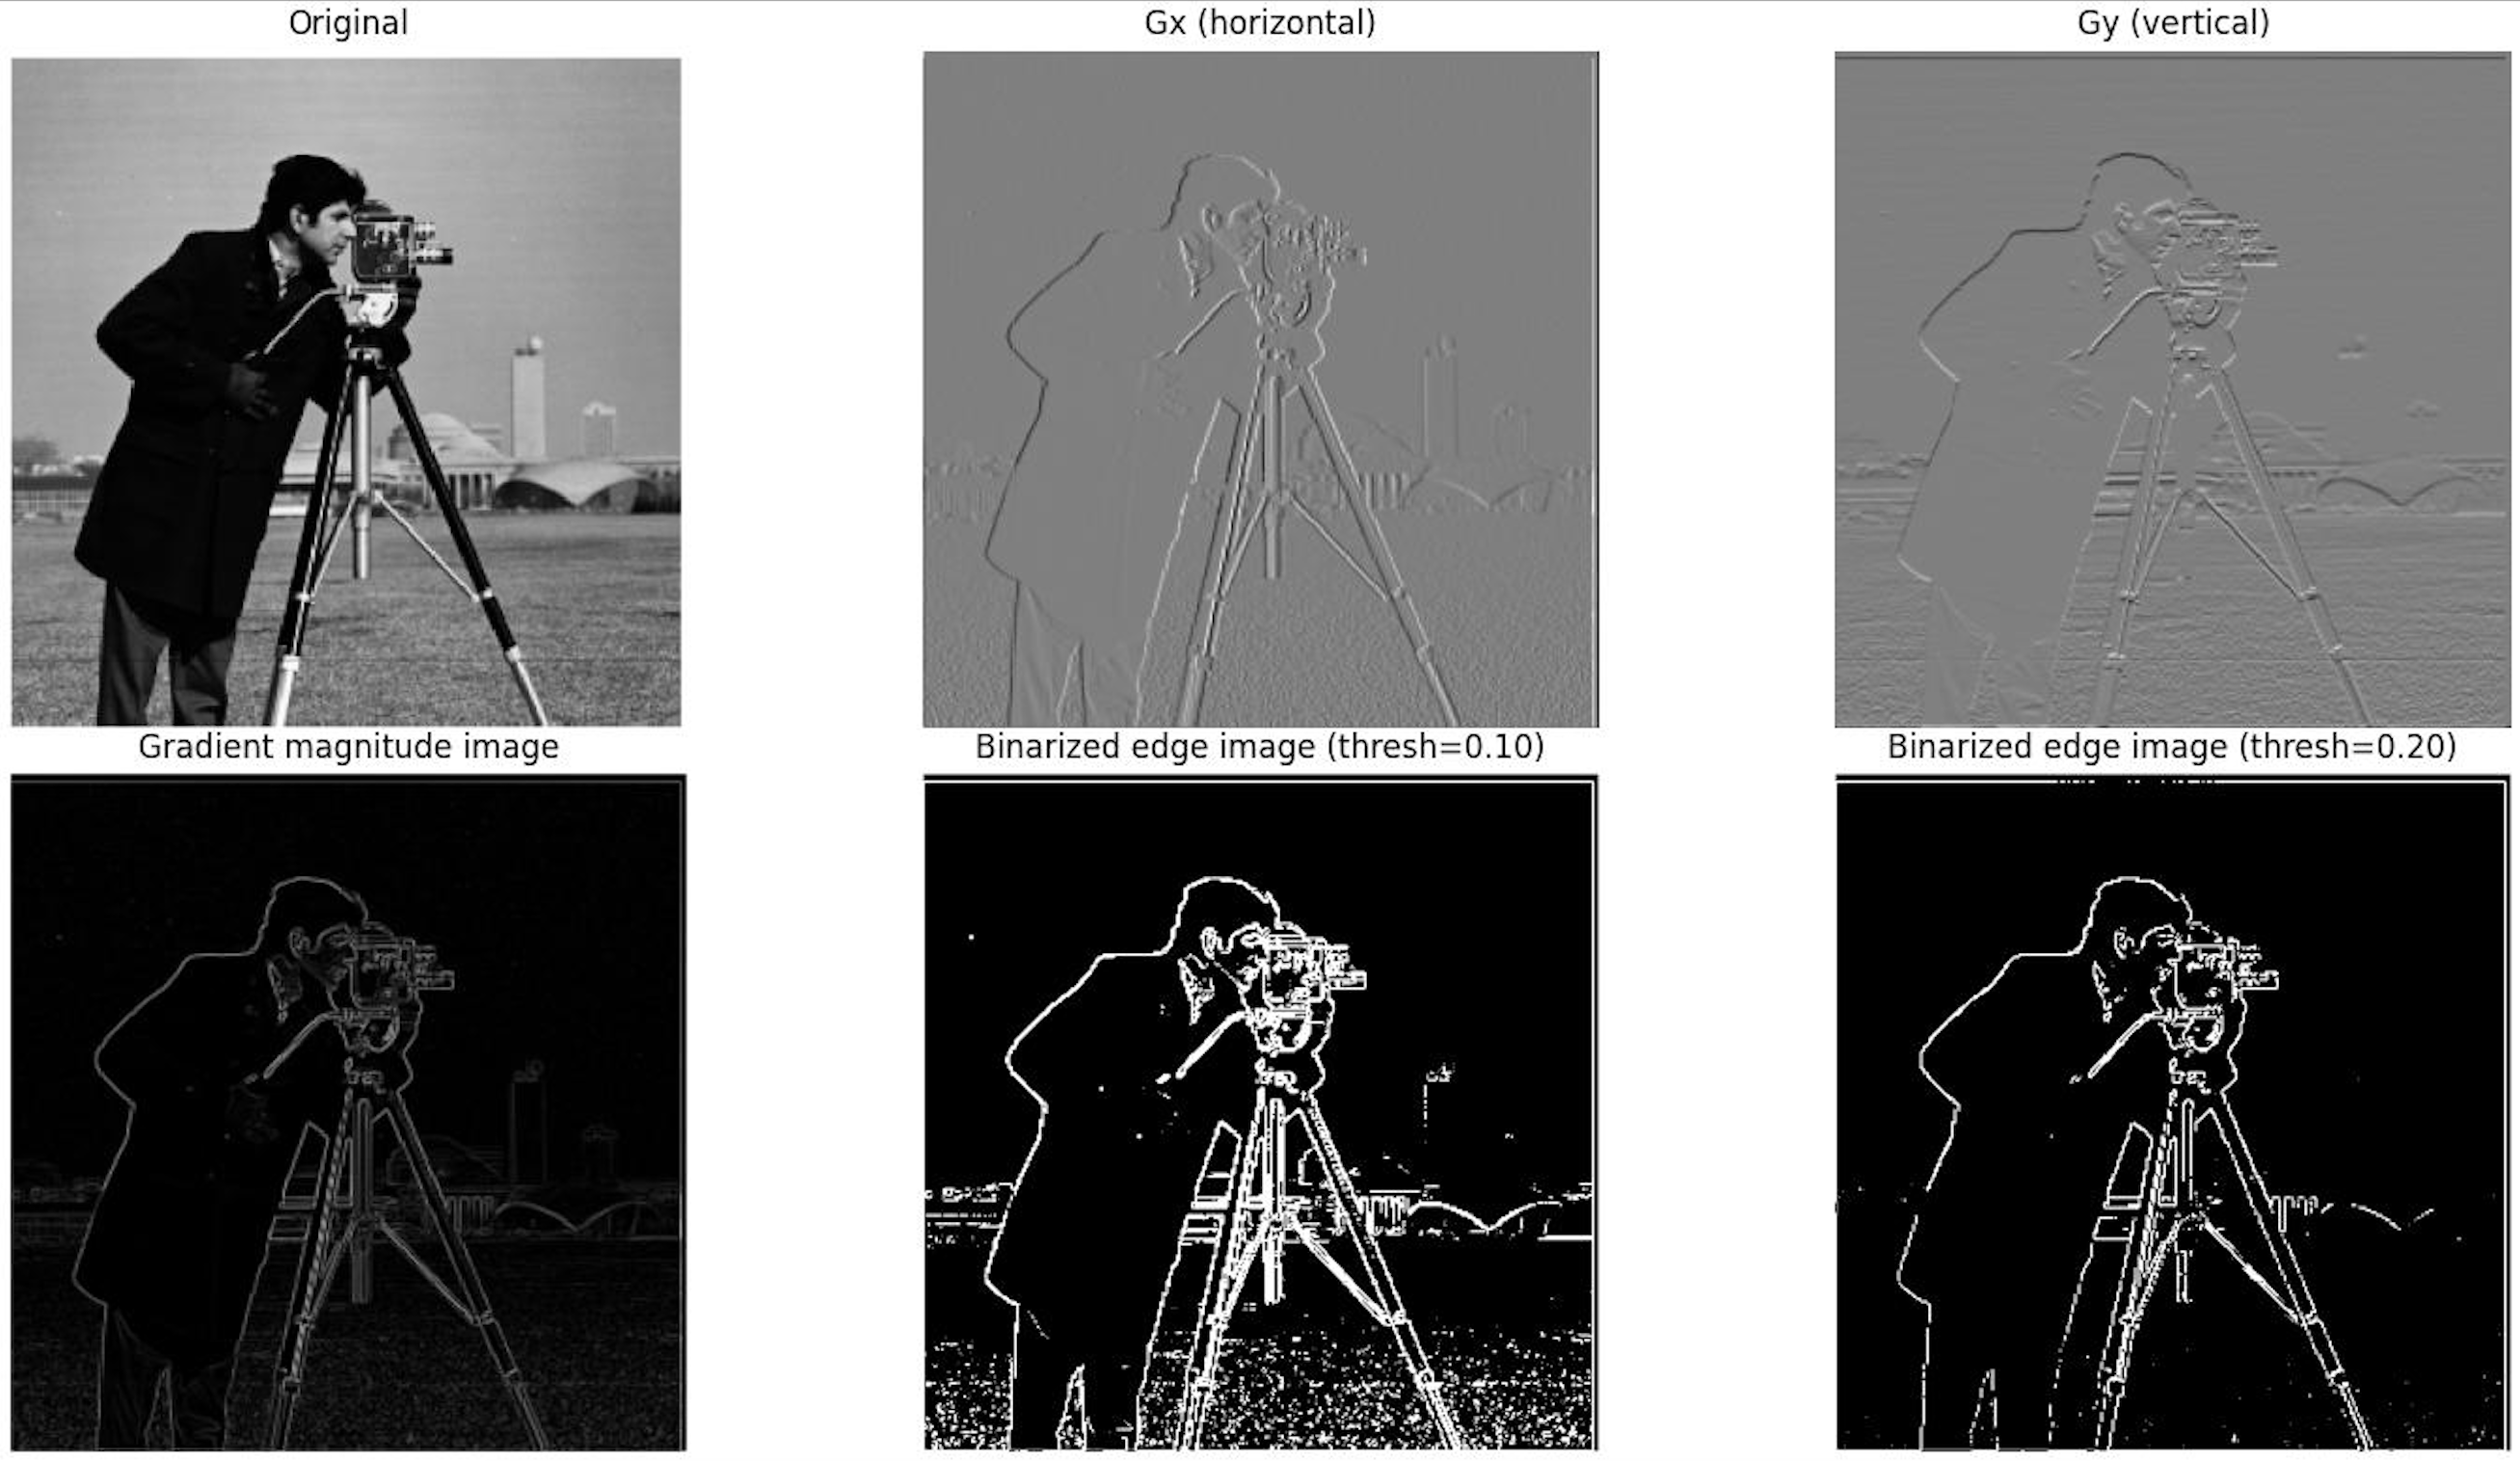 Original
Gx (horizontal)
Gy (vertical)
Gradient magnitude image
Binarized edge image (thresh=0.10)
Binarized edge image (thresh=0.20)